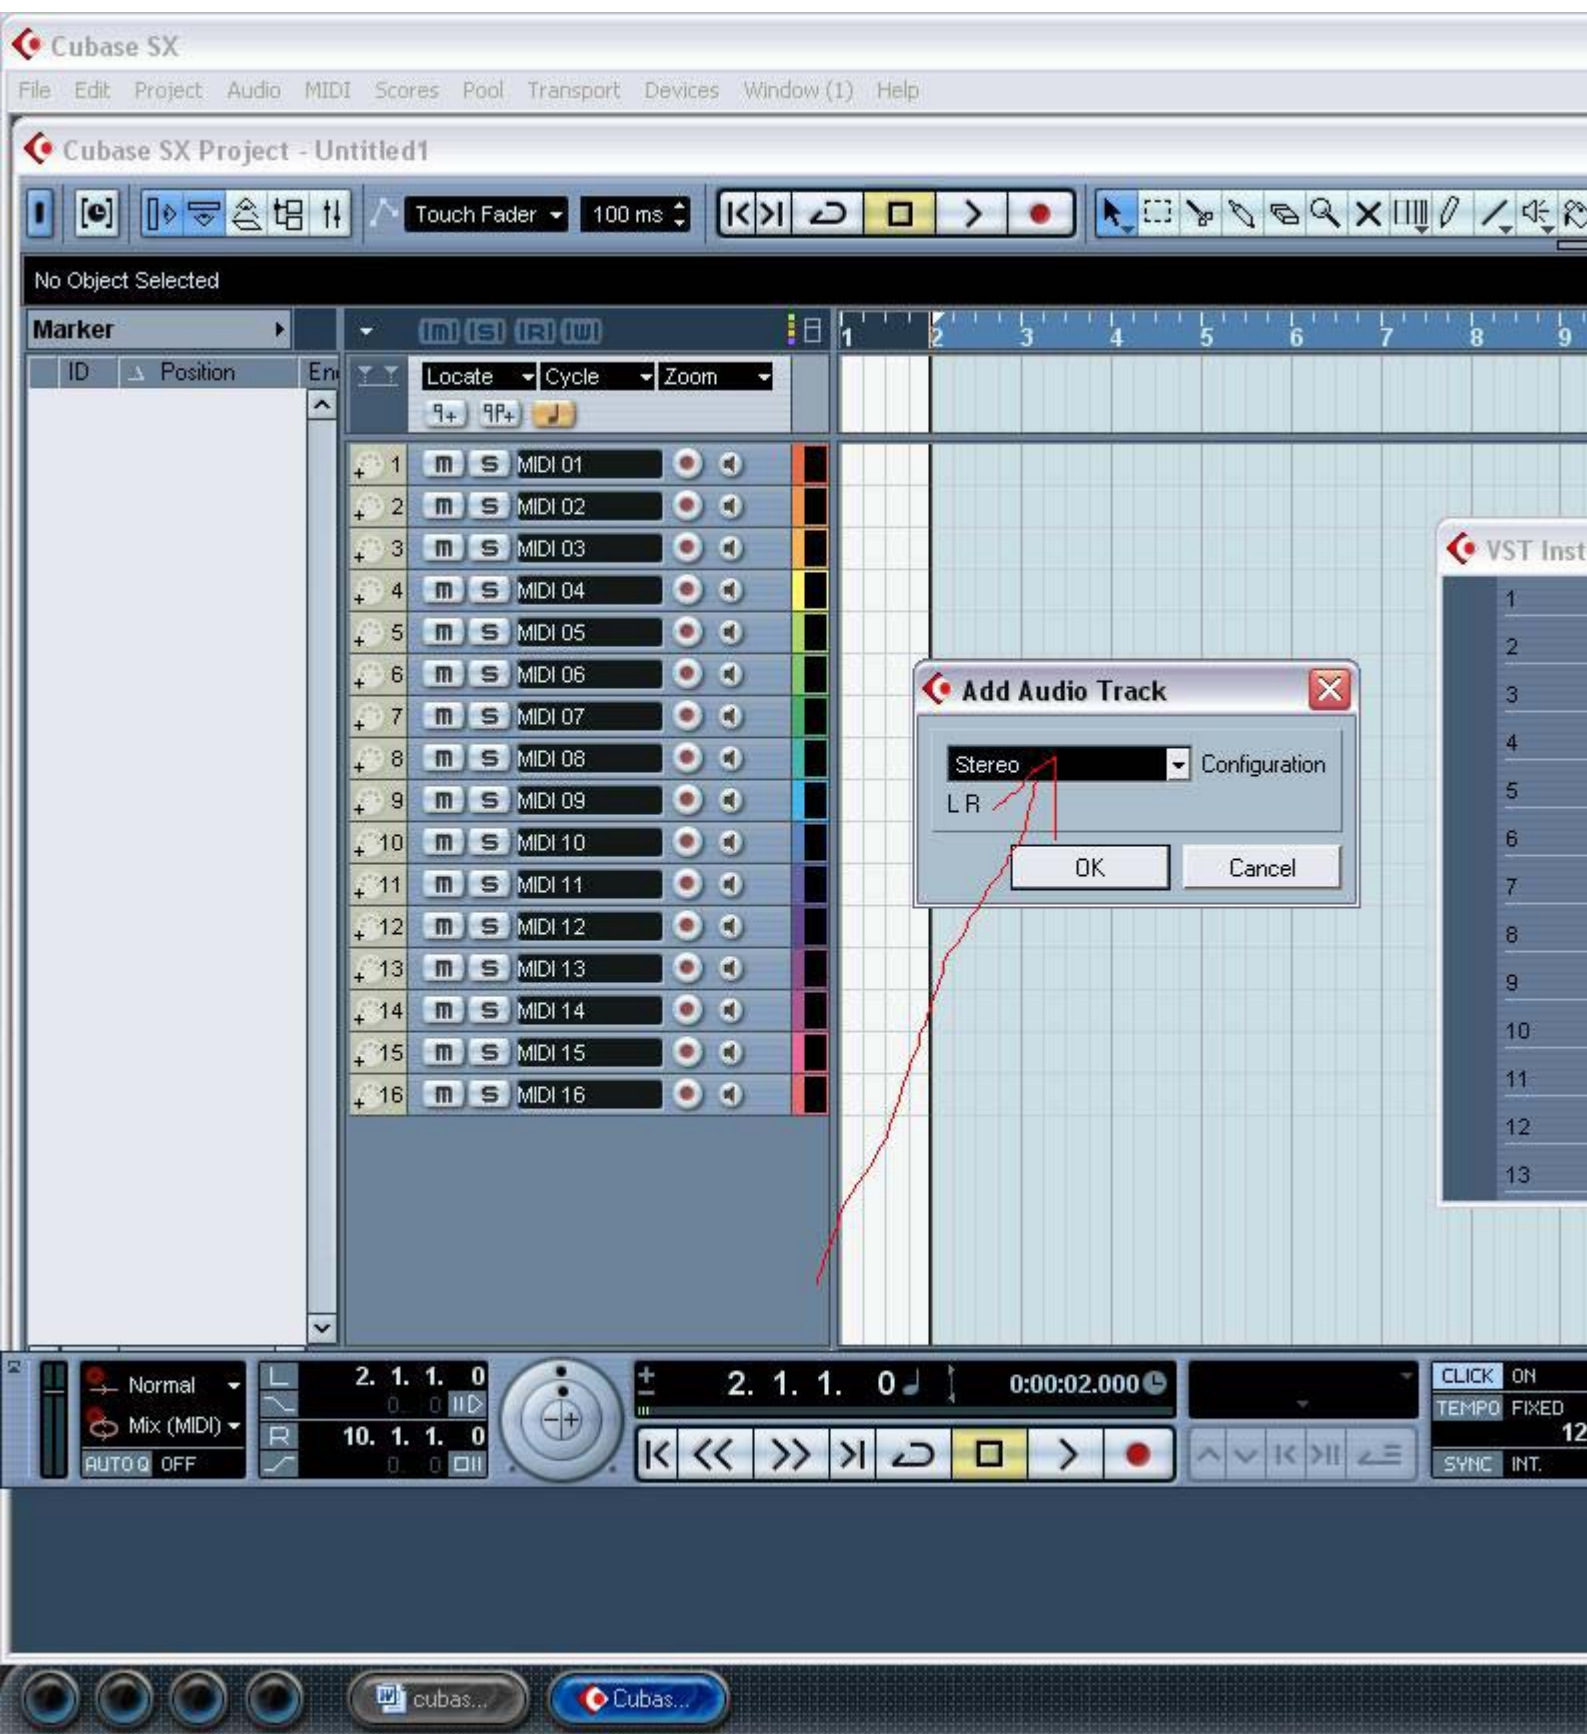 Cubase SX
File Edit Project Audio MIDI Scores Pool Transport Devices Window (1) Help
Cubase SX Project - Untitled1
Touch Fader 100 ms
No Object Selected
Marker
ID Position En
[m] [S] [R] [W]
Locate Cycle Zoom
1 2 3 4 5 6 7 8 9
1 m S MIDI 01
2 m S MIDI 02
3 m S MIDI 03
4 m S MIDI 04
5 m S MIDI 05
6 m S MIDI 06
7 m S MIDI 07
8 m S MIDI 08
9 m S MIDI 09
10 m S MIDI 10
11 m S MIDI 11
12 m S MIDI 12
13 m S MIDI 13
14 m S MIDI 14
15 m S MIDI 15
16 m S MIDI 16
Add Audio Track
Stereo Configuration
L R
OK Cancel
VST Inst
1
2
3
4
5
6
7
8
9
10
11
12
13
Normal
Mix (MIDI)
AUTO Q OFF
L 2. 1. 1. 0
0. 0
R 10. 1. 1. 0
0. 0
2. 1. 1. 0 0:00:02.000
CLICK ON
TEMPO FIXED
12
SYNC INT.
cubas...
Cubas...